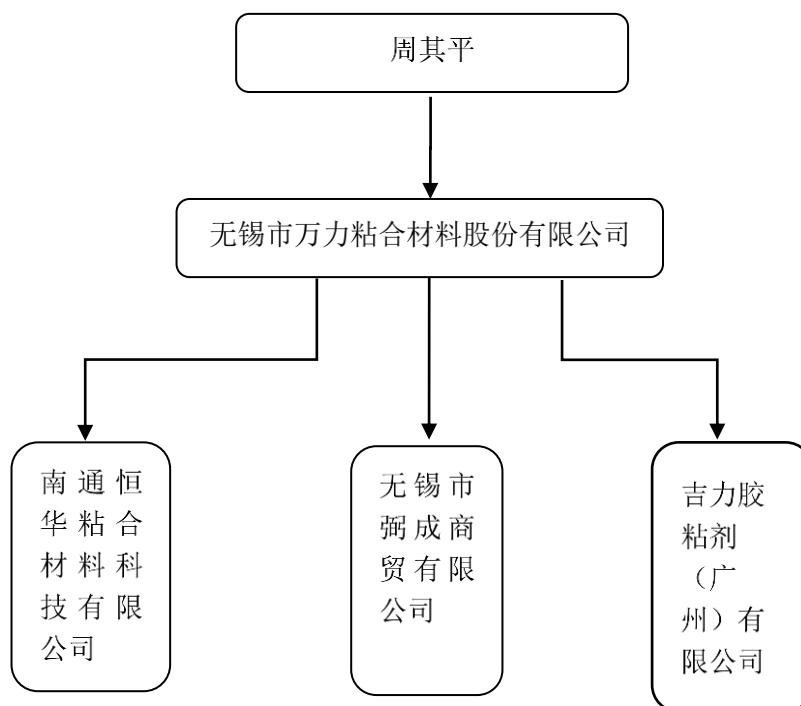 周其平
无锡市万力粘合材料股份有限公司
南通恒
华粘合
材料科
技有限
公司
无锡市
弼成商
贸有限
公司
吉力胶
粘剂
（广
州）有
限公司